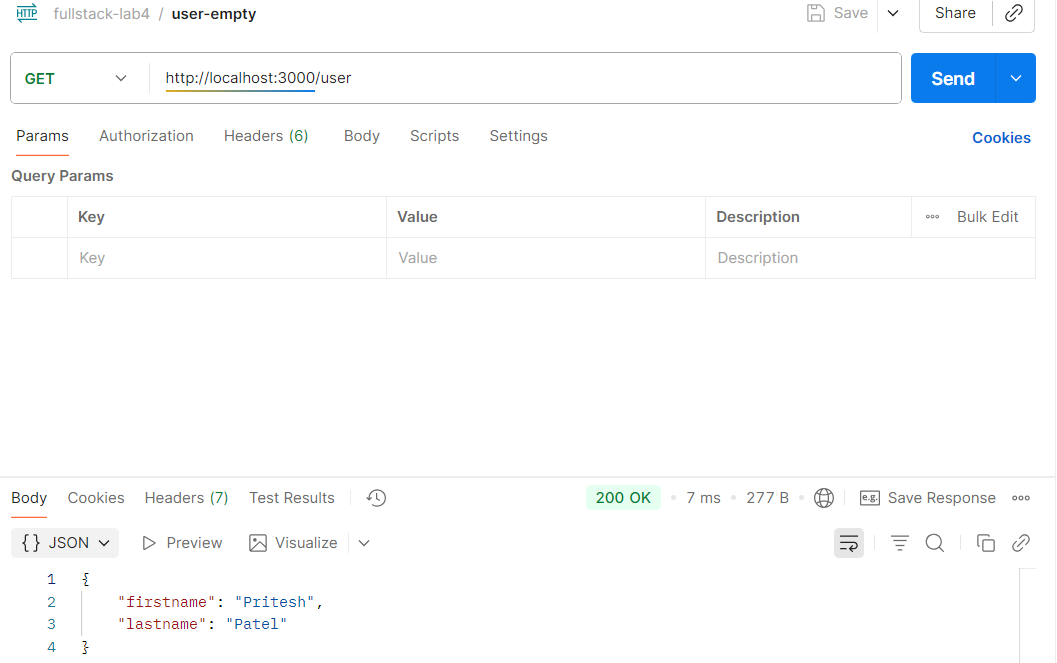 HTTP fullstack-lab4 / user-empty Save Share
GET http://localhost:3000/user Send
Params Authorization Headers (6) Body Scripts Settings Cookies
Query Params
Key Value Description Bulk Edit
Key Value Description
Body Cookies Headers (7) Test Results 200 OK 7 ms 277 B e.g. Save Response
{} JSON Preview Visualize
1 {
2 "firstname": "Pritesh",
3 "lastname": "Patel"
4 }